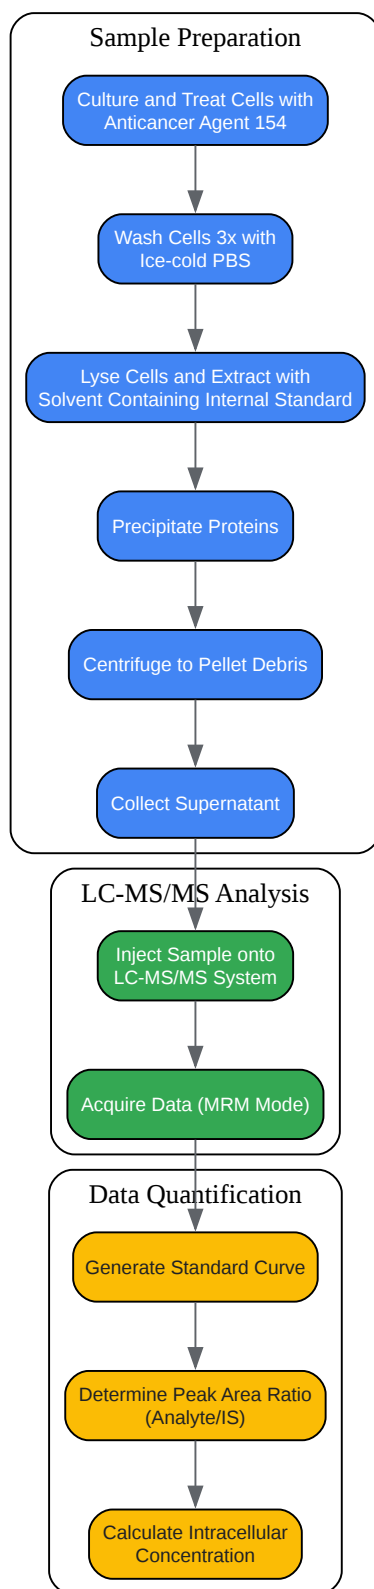 Sample Preparation
Culture and Treat Cells with
Anticancer Agent 154
Wash Cells 3x with
Ice-cold PBS
Lyse Cells and Extract with
Solvent Containing Internal Standard
Precipitate Proteins
Centrifuge to Pellet Debris
Collect Supernatant
LC-MS/MS Analysis
Inject Sample onto
LC-MS/MS System
Acquire Data (MRM Mode)
Data Quantification
Generate Standard Curve
Determine Peak Area Ratio
(Analyte/IS)
Calculate Intracellular
Concentration